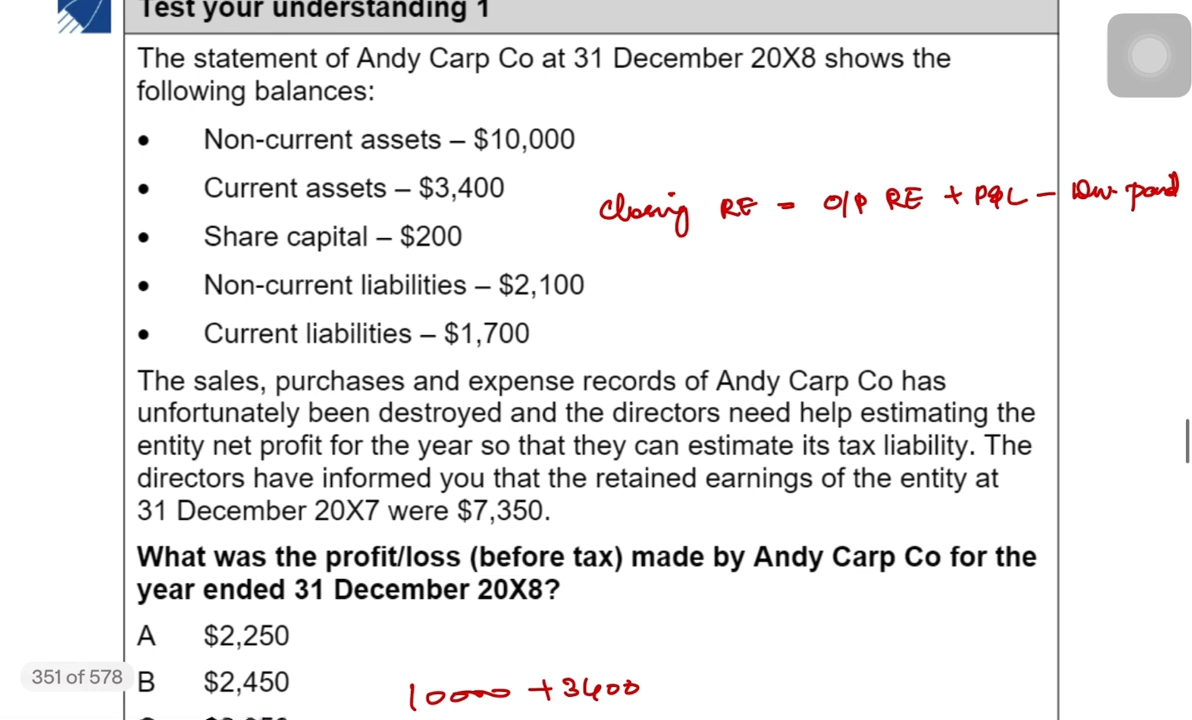 Test your understanding 1
The statement of Andy Carp Co at 31 December 20X8 shows the
following balances:
• Non-current assets – $10,000
• Current assets – $3,400
closing RE = O/P RE + P&L – Div paid
• Share capital – $200
• Non-current liabilities – $2,100
• Current liabilities – $1,700
The sales, purchases and expense records of Andy Carp Co has
unfortunately been destroyed and the directors need help estimating the
entity net profit for the year so that they can estimate its tax liability. The
directors have informed you that the retained earnings of the entity at
31 December 20X7 were $7,350.
What was the profit/loss (before tax) made by Andy Carp Co for the
year ended 31 December 20X8?
A $2,250
351 of 578
B $2,450
10000 + 3400